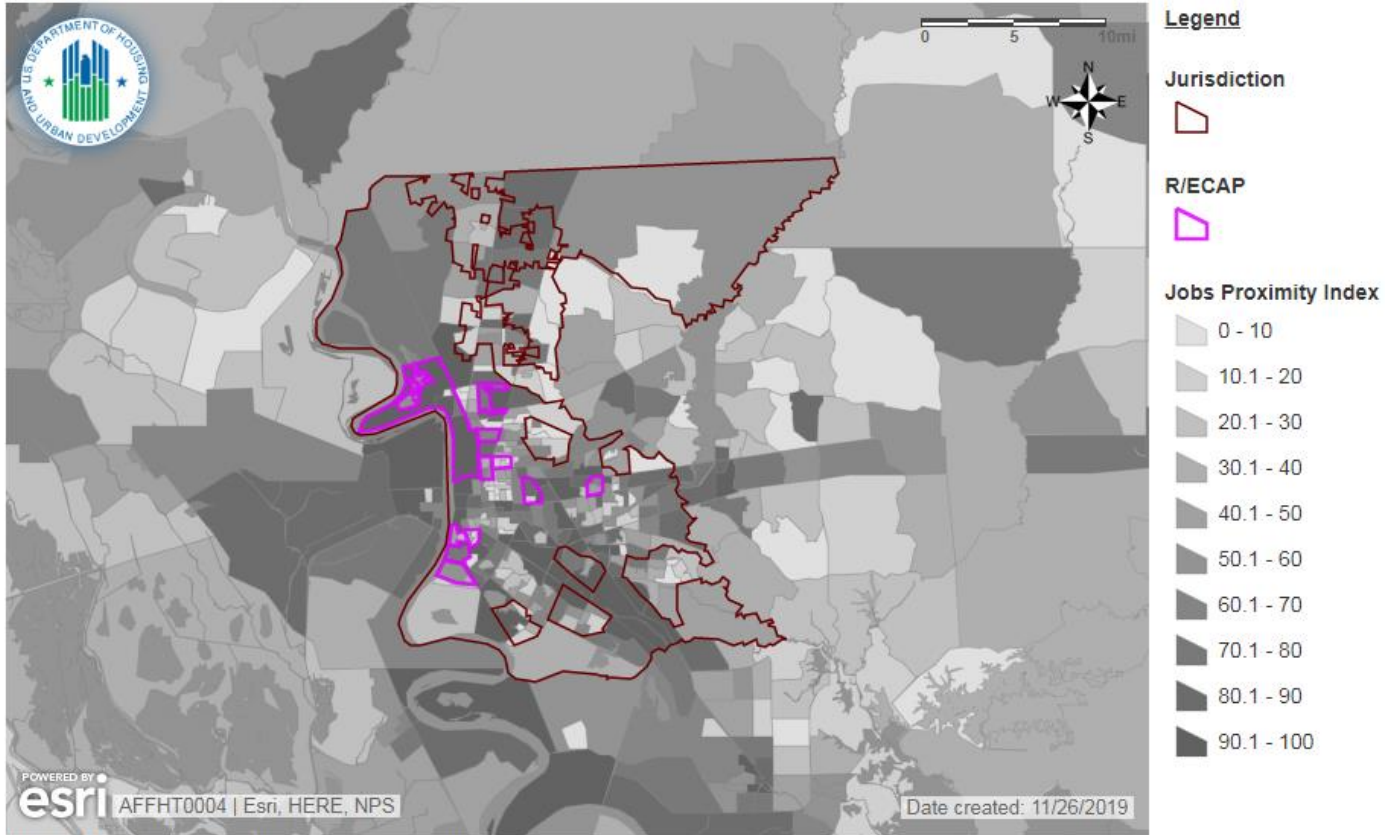 US DEPARTMENT OF HOUSING
AND URBAN DEVELOPMENT
0 5 10mi
N
W E
S
POWERED BY
esri
AFFHT0004 | Esri, HERE, NPS
Date created: 11/26/2019
Legend
Jurisdiction
R/ECAP
Jobs Proximity Index
0 - 10
10.1 - 20
20.1 - 30
30.1 - 40
40.1 - 50
50.1 - 60
60.1 - 70
70.1 - 80
80.1 - 90
90.1 - 100